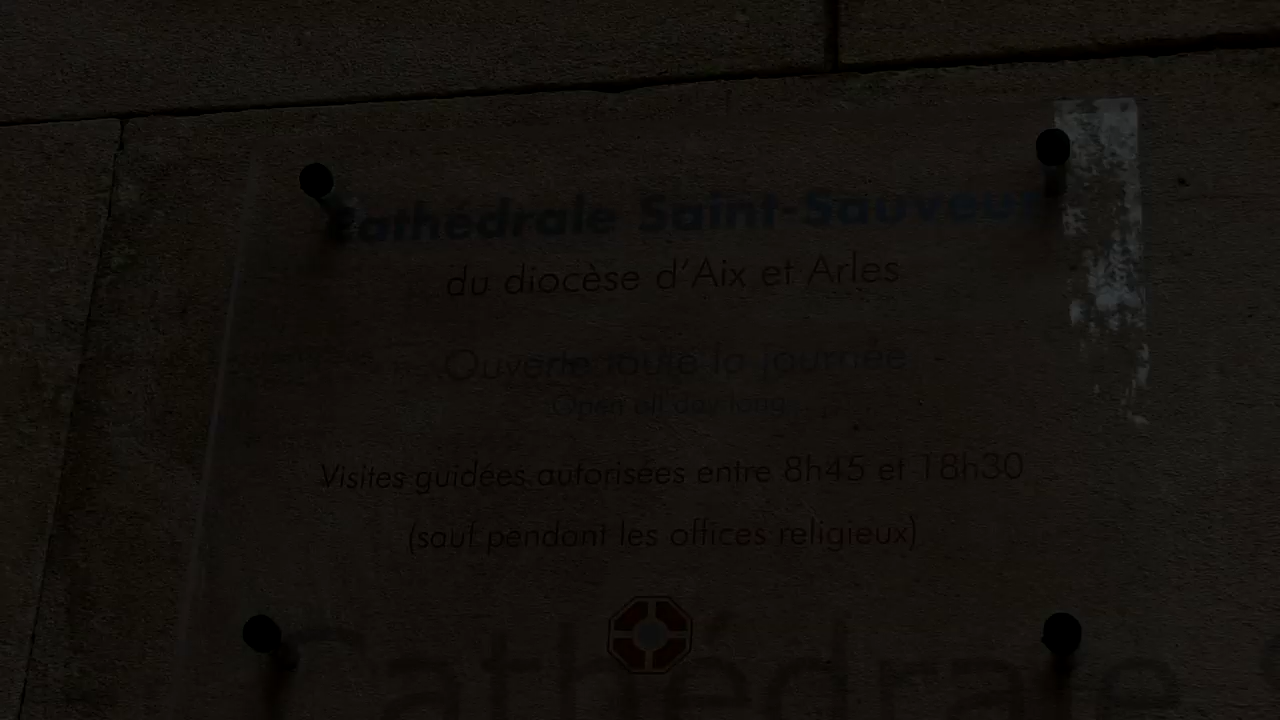 Cathédrale Saint-Sauveur
du diocèse d'Aix et Arles
Ouverte toute la journée
Open all day long
Visites guidées autorisées entre 8h45 et 18h30
(sauf pendant les offices religieux)
Cathédrale S